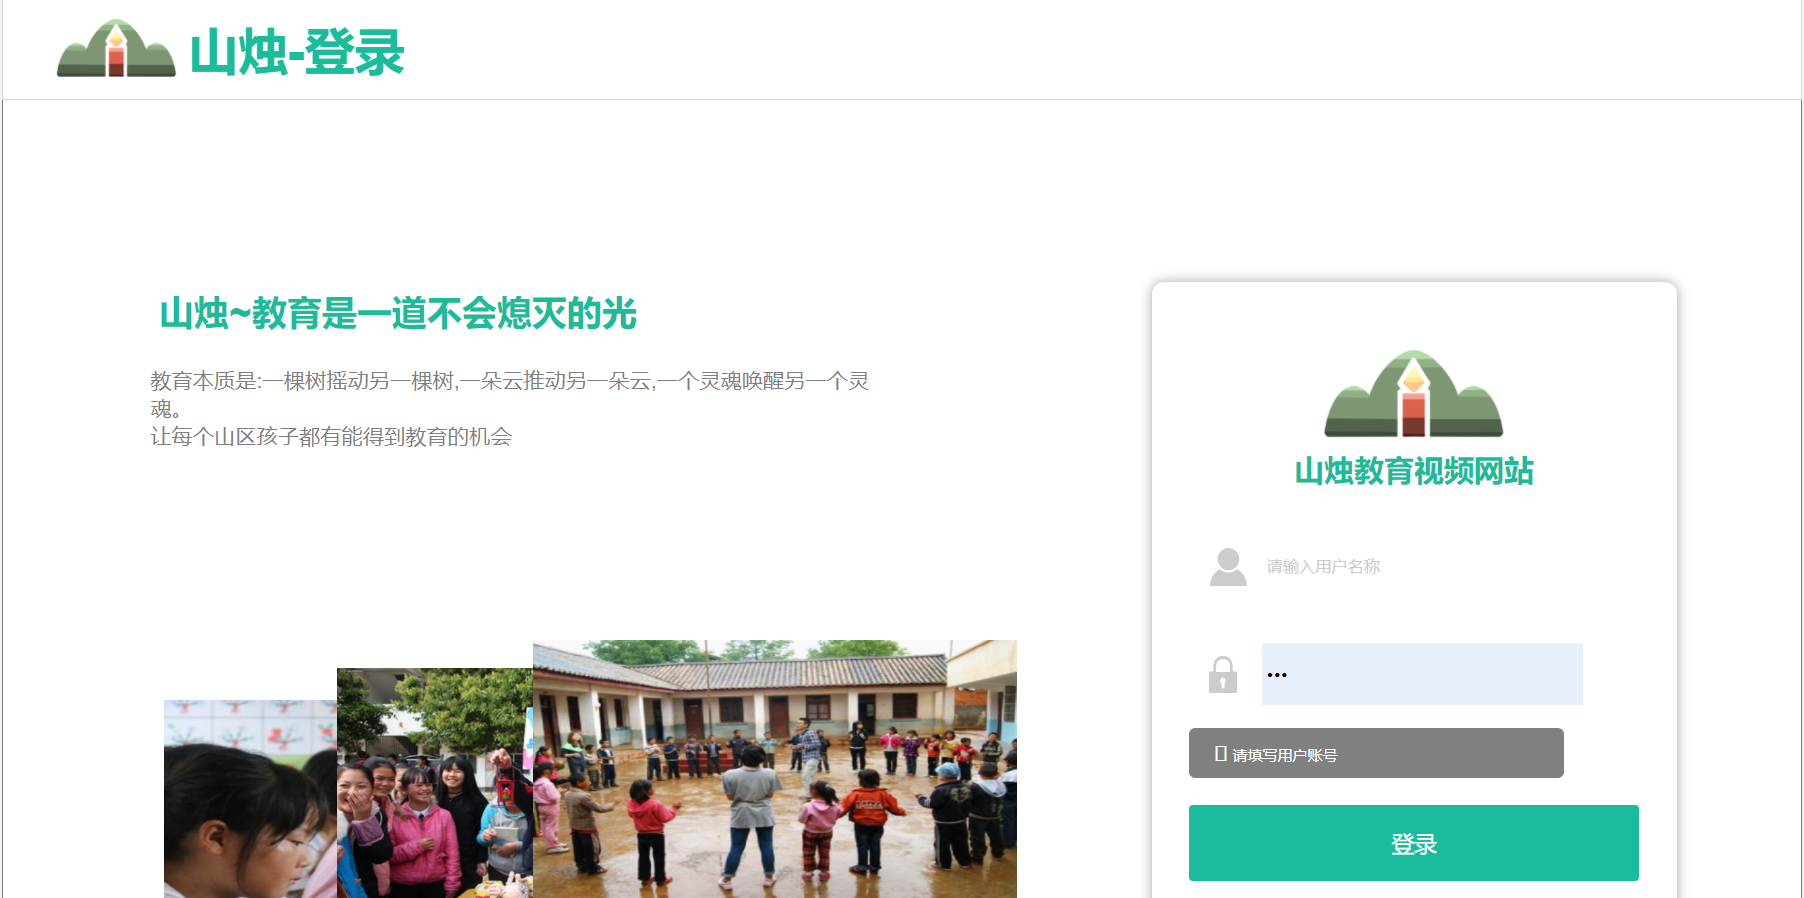 山烛-登录
山烛~教育是一道不会熄灭的光
教育本质是:一棵树摇动另一棵树,一朵云推动另一朵云,一个灵魂唤醒另一个灵
魂。
让每个山区孩子都有能得到教育的机会
山烛教育视频网站
请输入用户名称
•••
请填写用户账号
登录